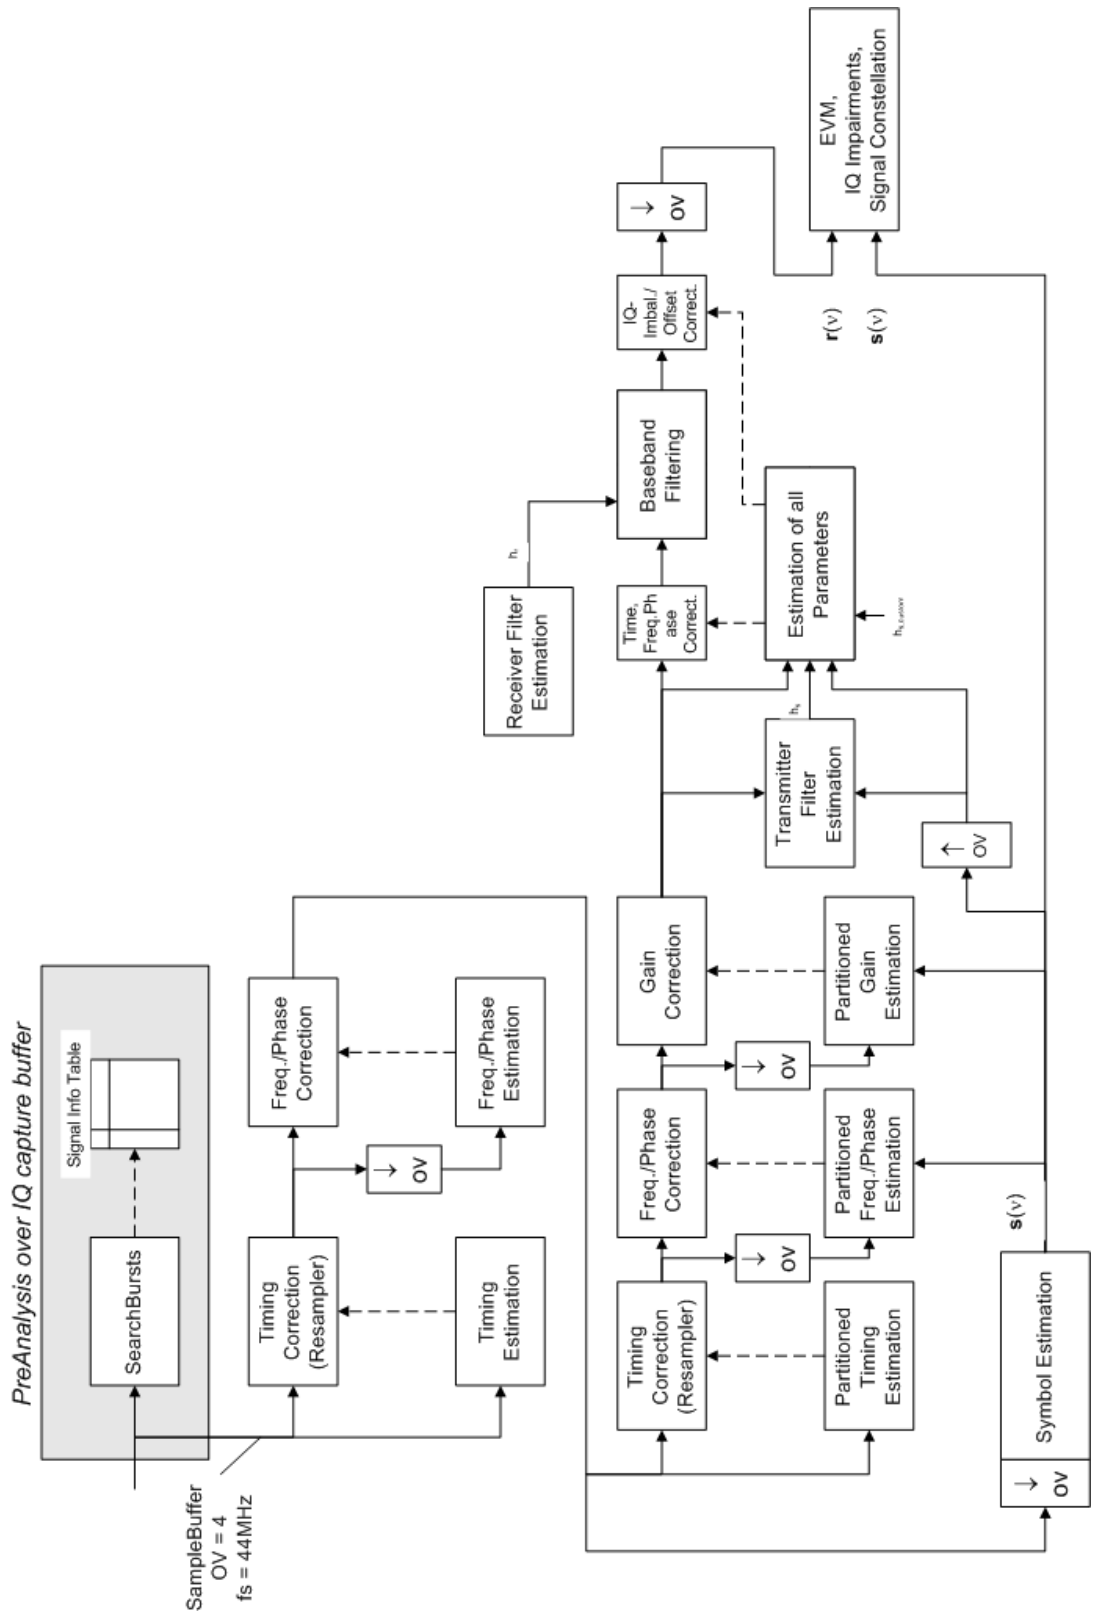 PreAnalysis over IQ capture buffer
SearchBursts
Signal Info Table
SampleBuffer
OV = 4
fs = 44MHz
Timing
Correction
(Resampler)
Freq./Phase
Correction
↓
OV
Timing
Estimation
Freq./Phase
Estimation
Receiver Filter
Estimation
h
Timing
Correction
(Resampler)
Freq./Phase
Correction
Gain
Correction
Time,
Freq.Ph
ase
Correct.
Baseband
Filtering
IQ-
Imbal./
Offset
Correct.
↓
OV
↓
OV
↓
OV
Partitioned
Timing
Estimation
Partitioned
Freq./Phase
Estimation
Partitioned
Gain
Estimation
Transmitter
Filter
Estimation
hs
Estimation of all
Parameters
r(ν)
s(ν)
EVM,
IQ Impairments,
Signal Constellation
↑
OV
↓
OV
Symbol Estimation
s(ν)